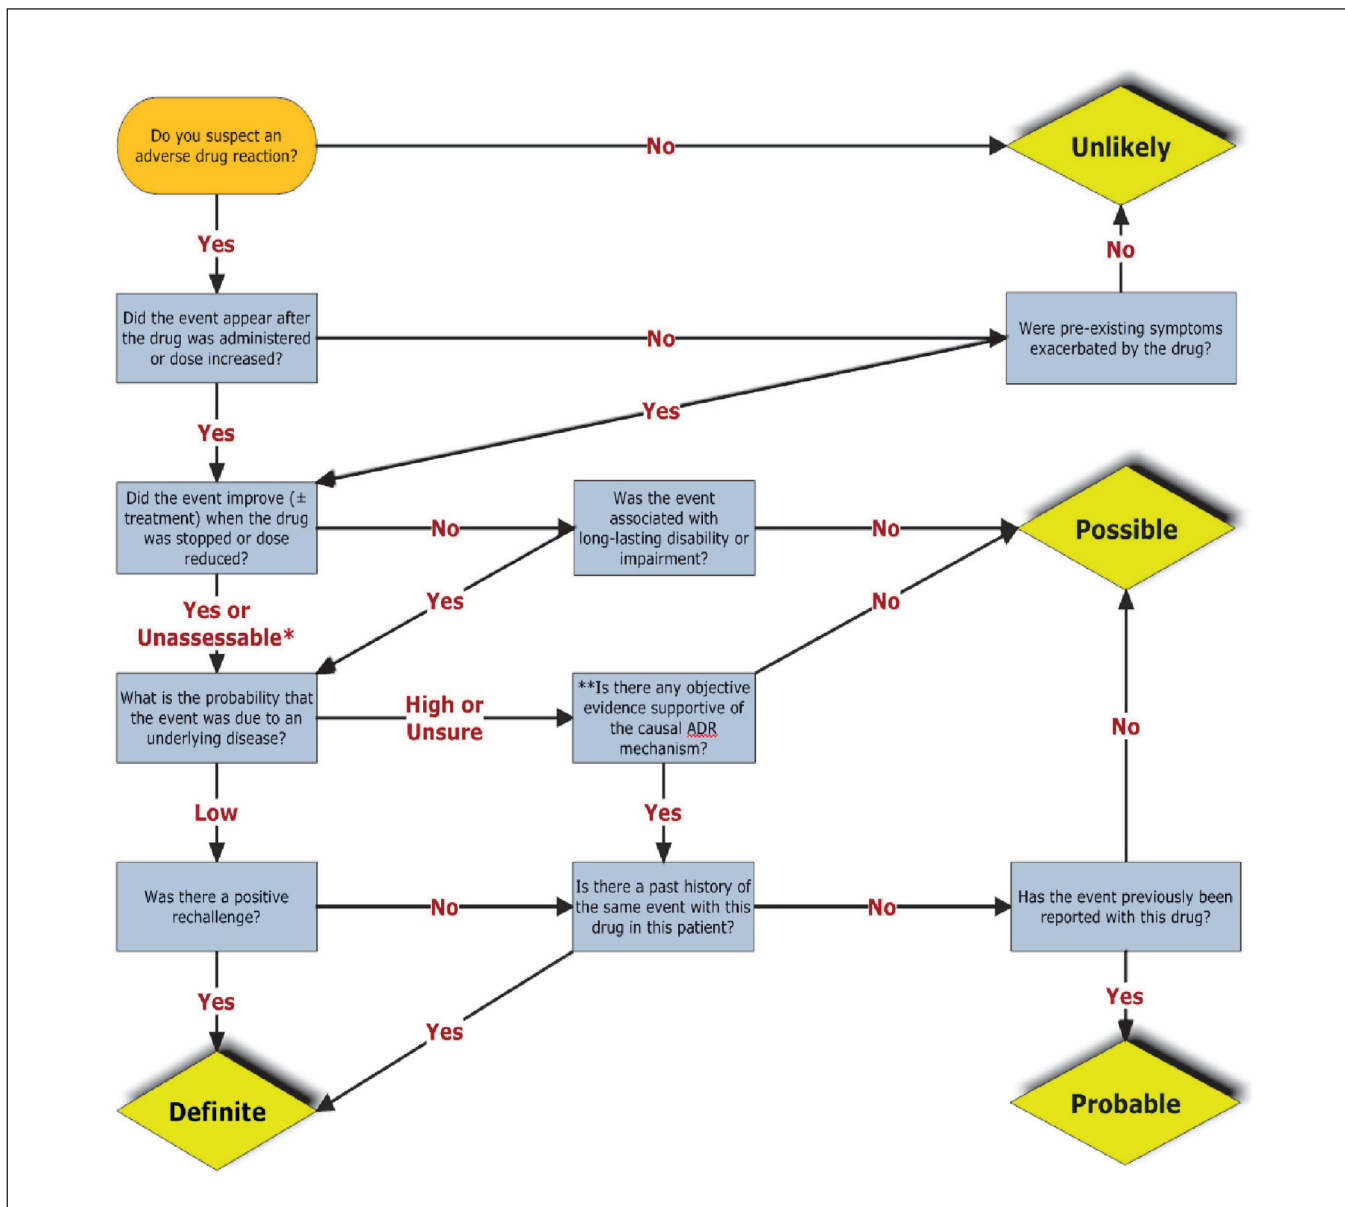 Do you suspect an
adverse drug reaction?
No
Unlikely
Yes
No
Did the event appear after
the drug was administered
or dose increased?
No
Were pre-existing symptoms
exacerbated by the drug?
Yes
Yes
Did the event improve (±
treatment) when the drug
was stopped or dose
reduced?
No
Was the event
associated with
long-lasting disability or
impairment?
No
Possible
Yes or
Unassessable*
Yes
No
What is the probability that
the event was due to an
underlying disease?
High or
Unsure
**Is there any objective
evidence supportive of
the causal ADR
mechanism?
No
Low
Yes
Was there a positive
rechallenge?
No
Is there a past history of
the same event with this
drug in this patient?
No
Has the event previously been
reported with this drug?
Yes
Yes
Yes
Definite
Probable